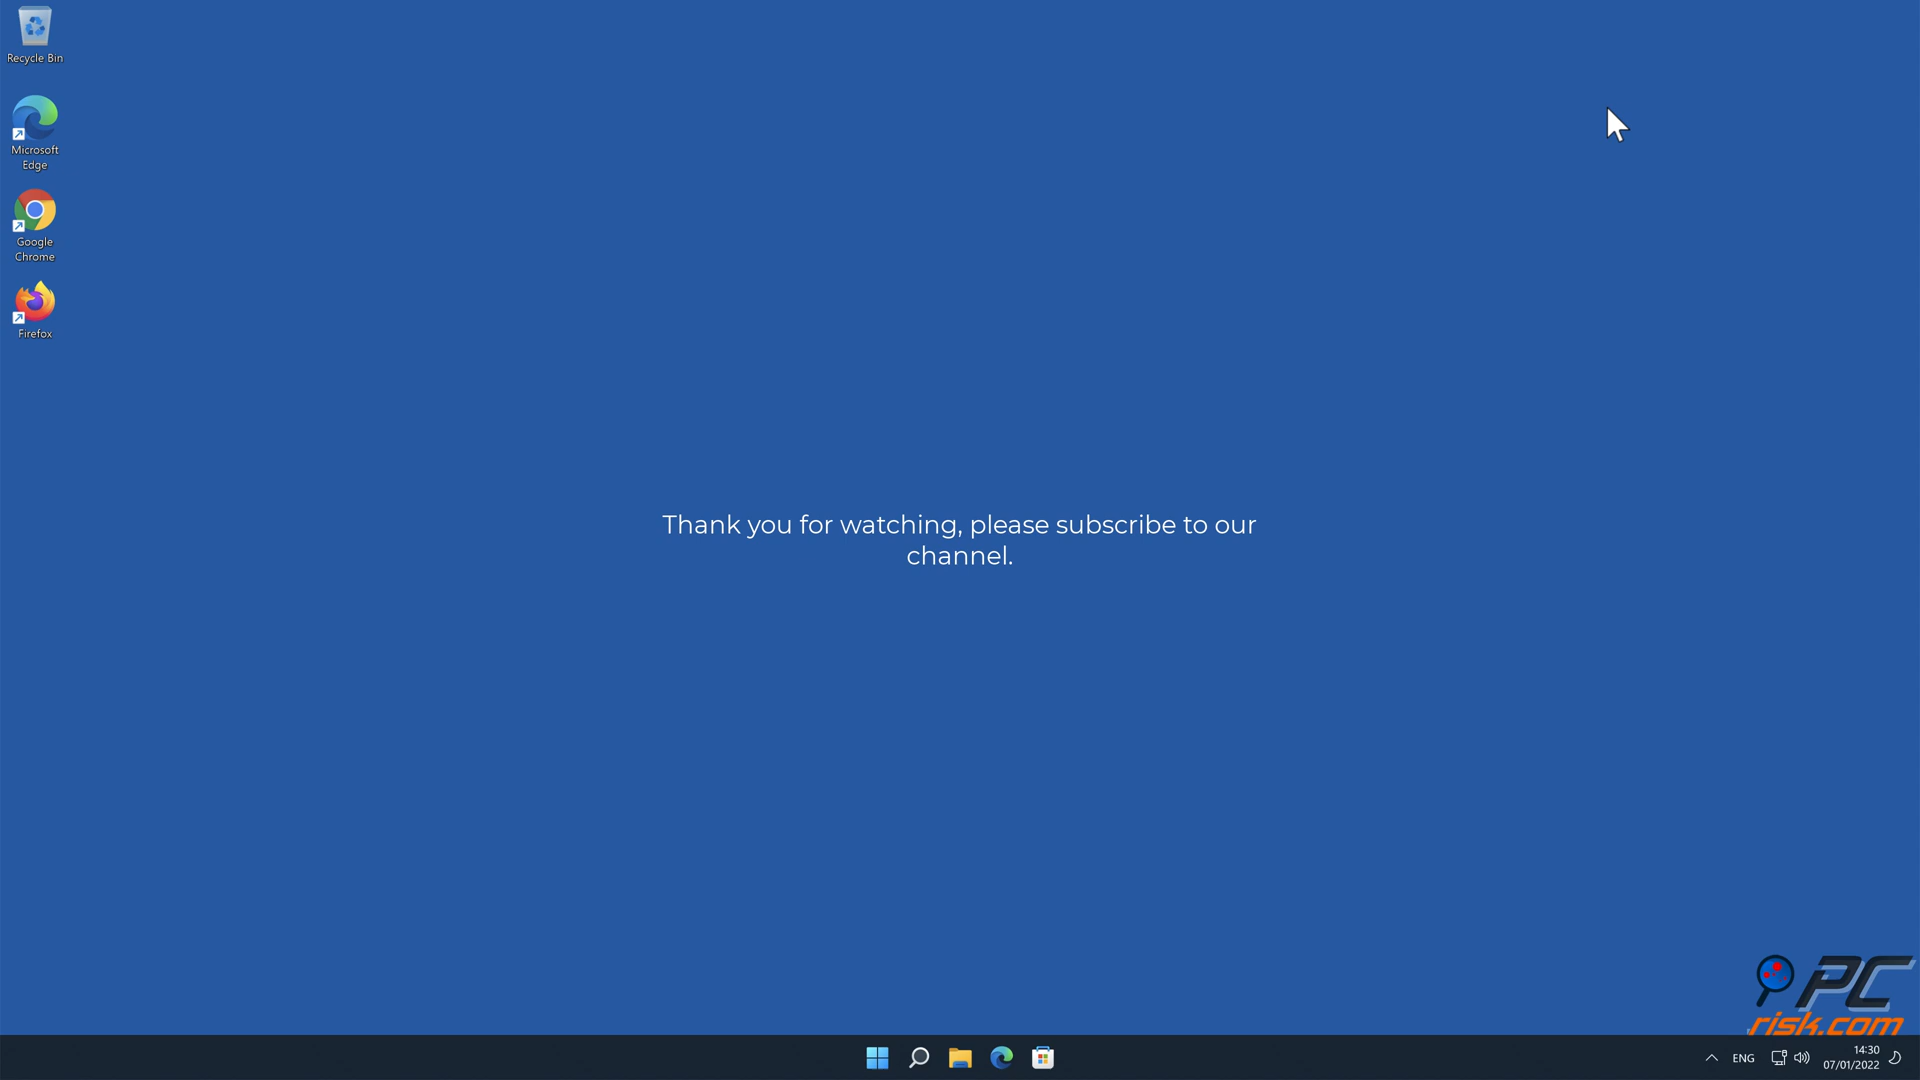 Recycle Bin
Microsoft
Edge
Google
Chrome
Firefox
Thank you for watching, please subscribe to our
channel.
PC
risk.com
ENG
14:30
07/01/2022